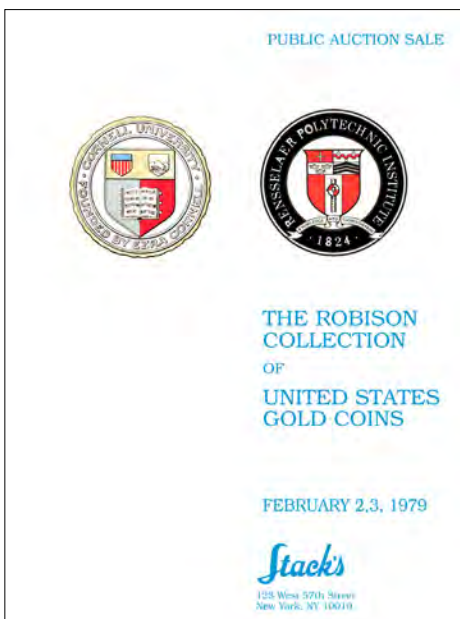 PUBLIC AUCTION SALE
CORNELL UNIVERSITY
FOUNDED BY EZRA CORNELL
RENSSELAER POLYTECHNIC INSTITUTE
1824
THE ROBISON
COLLECTION
OF
UNITED STATES
GOLD COINS
FEBRUARY 2,3, 1979
Stack's
123 West 57th Street
New York, NY 10019